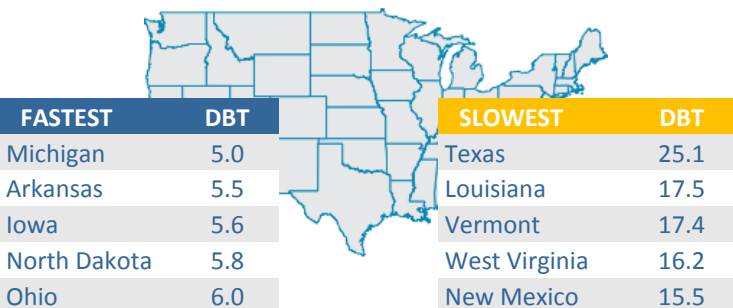 FASTEST DBT
Michigan 5.0
Arkansas 5.5
Iowa 5.6
North Dakota 5.8
Ohio 6.0
SLOWEST DBT
Texas 25.1
Louisiana 17.5
Vermont 17.4
West Virginia 16.2
New Mexico 15.5